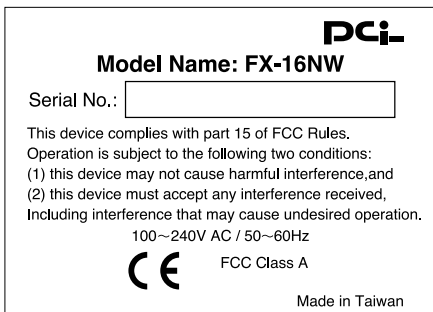 PCi
Model Name: FX-16NW
Serial No.:
This device complies with part 15 of FCC Rules.
Operation is subject to the following two conditions:
(1) this device may not cause harmful interference,and
(2) this device must accept any interference received,
Including interference that may cause undesired operation.
100~240V AC / 50~60Hz
CE FCC Class A
Made in Taiwan